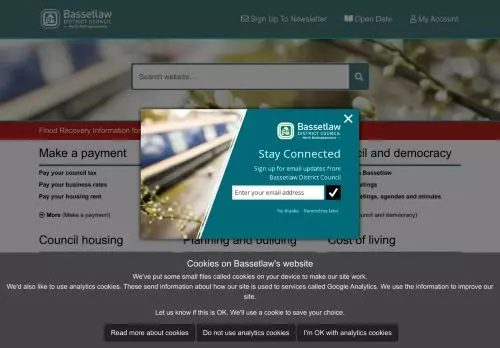 Bassetlaw
DISTRICT COUNCIL
North Nottinghamshire
Sign Up To Newsletter
Open Data
My Account
Search website...
Flood Recovery Information for
Make a payment
Pay your council tax
Pay your business rates
Pay your housing rent
More (Make a payment)
cil and democracy
n Bassetlaw
etings
etings, agendas and minutes
ouncil and democracy)
Council housing
Planning and building
Cost of living
Bassetlaw
DISTRICT COUNCIL
North Nottinghamshire
Stay Connected
Sign up for email updates from
Bassetlaw District Council
Enter your email address
No thanks
Remind me later
Cookies on Bassetlaw's website
We've put some small files called cookies on your device to make our site work.
We'd also like to use analytics cookies. These send information about how our site is used to services called Google Analytics. We use the information to improve our
site.
Let us know if this is OK. We'll use a cookie to save your choice.
Read more about cookies
Do not use analytics cookies
I'm OK with analytics cookies